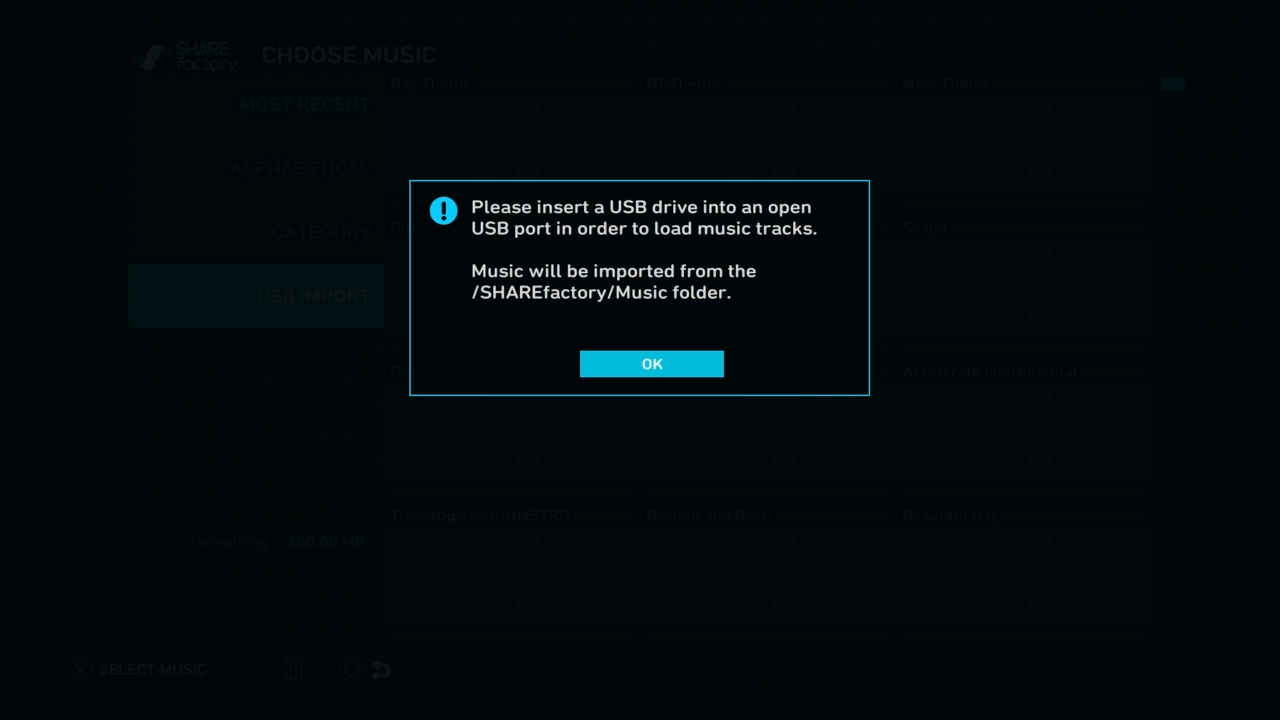 SHARE
factory
CHOOSE MUSIC
MOST RECENT
ALPHABETICAL
CATEGORY
USB IMPORT
Remaining 200.00 MB
Day Theme
BT Theme
Main Theme
Scape
Accelerate Instrumental
TmpstDgweedUNMSTRD1
Beyond and Back
Beautiful Day
Please insert a USB drive into an open
USB port in order to load music tracks.
Music will be imported from the
/SHAREfactory/Music folder.
OK
SELECT MUSIC